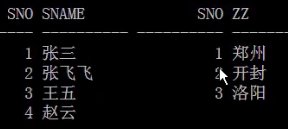 SNO SNAME SNO ZZ
---- ---------- ---------- ----------
1 张三 1 郑州
2 张飞飞 2 开封
3 王五 3 洛阳
4 赵云